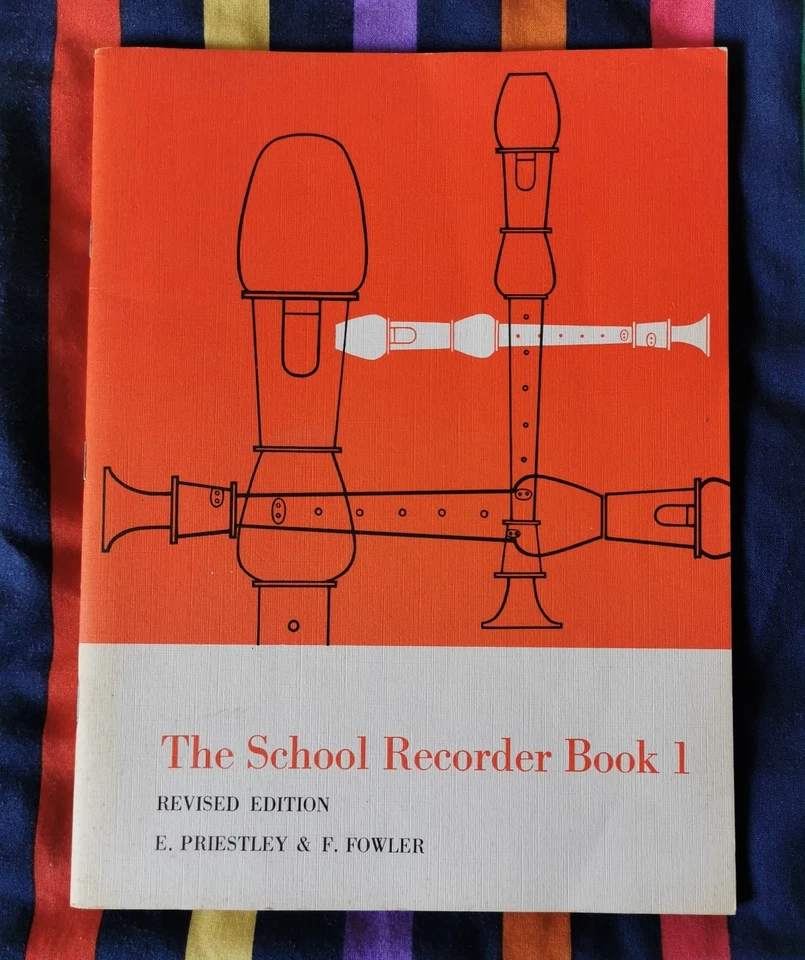 The School Recorder Book 1
REVISED EDITION
E. PRIESTLEY & F. FOWLER